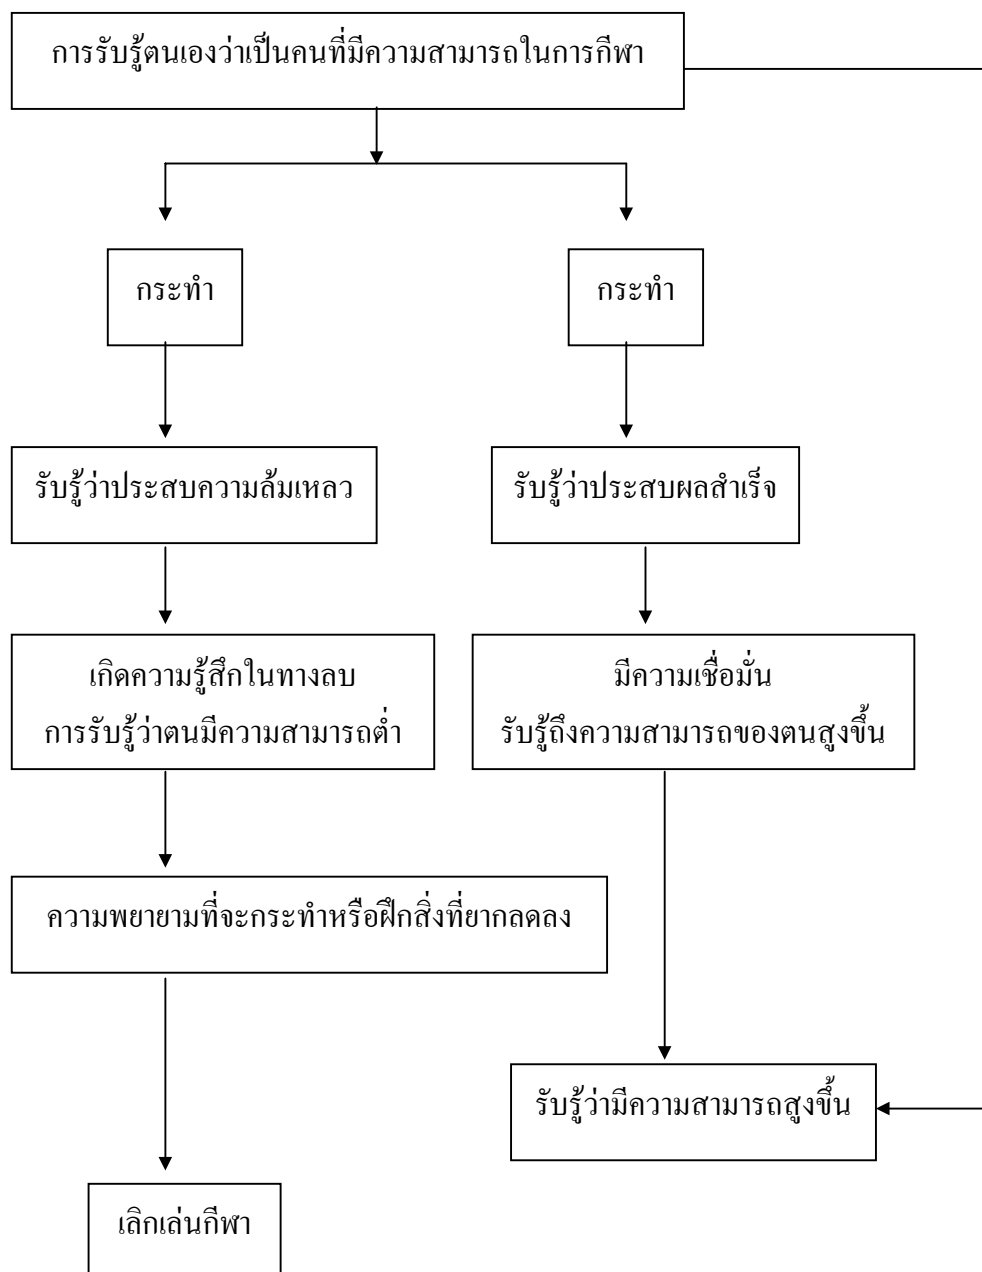 การรับรู้ตนเองว่าเป็นคนที่มีความสามารถในการกีฬา
กระทำ
กระทำ
รับรู้ว่าประสบความล้มเหลว
รับรู้ว่าประสบผลสำเร็จ
เกิดความรู้สึกในทางลบ
การรับรู้ว่าตนมีความสามารถต่ำ
มีความเชื่อมั่น
รับรู้ถึงความสามารถของตนสูงขึ้น
ความพยายามที่จะกระทำหรือฝึกสิ่งที่ยากลดลง
รับรู้ว่ามีความสามารถสูงขึ้น
เลิกเล่นกีฬา